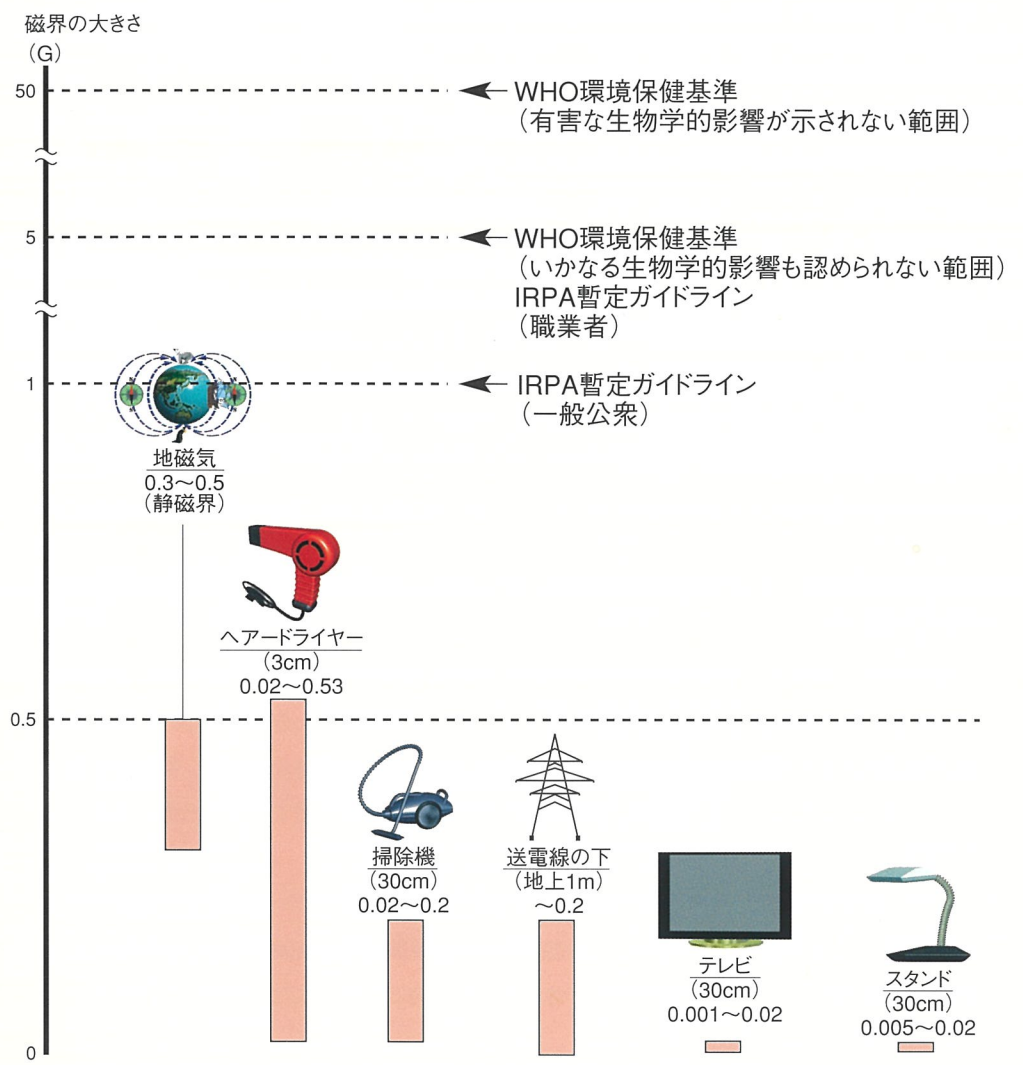 磁界の大きさ
（G）
50
WHO環境保健基準
（有害な生物学的影響が示されない範囲）
5
WHO環境保健基準
（いかなる生物学的影響も認められない範囲）
IRPA暫定ガイドライン
（職業者）
1
IRPA暫定ガイドライン
（一般公衆）
地磁気
0.3～0.5
（静磁界）
ヘアードライヤー
（3cm）
0.02～0.53
0.5
掃除機
（30cm）
0.02～0.2
送電線の下
（地上1m）
～0.2
テレビ
（30cm）
0.001～0.02
スタンド
（30cm）
0.005～0.02
0